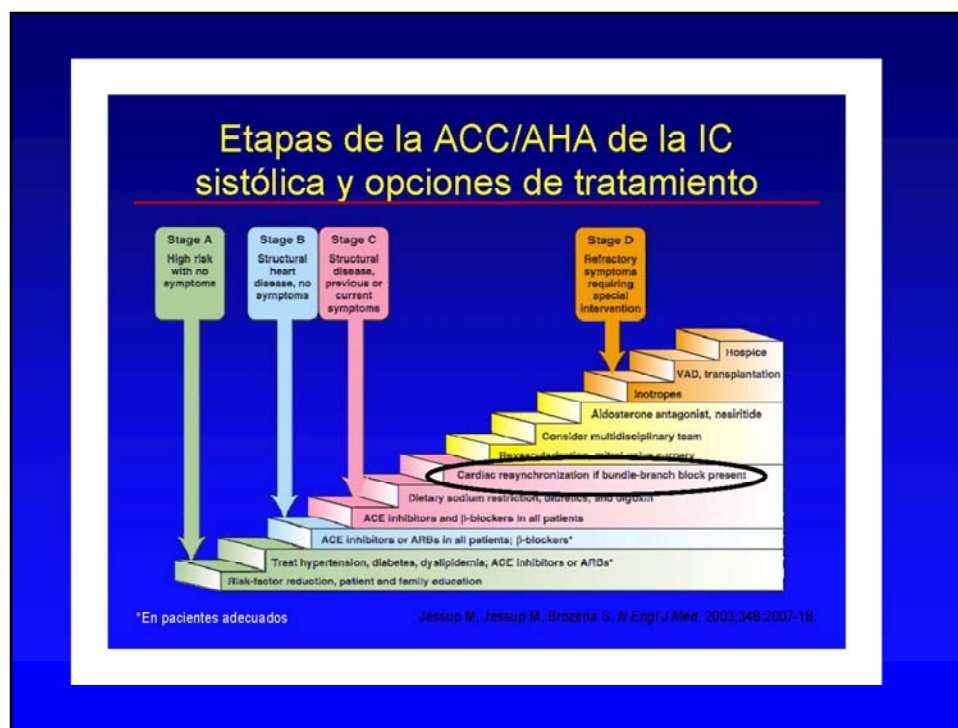 Etapas de la ACC/AHA de la IC
sistólica y opciones de tratamiento
Stage A
High risk
with no
symptoms
Stage B
Structural
heart
disease, no
symptoms
Stage C
Structural
disease,
previous or
current
symptoms
Stage D
Refractory
symptoms
requiring
special
intervention
Hospice
VAD, transplantation
Inotropes
Aldosterone antagonist, nesiritide
Consider multidisciplinary team
Revascularization, mitral-valve surgery
Cardiac resynchronization if bundle-branch block present
Dietary sodium restriction, diuretics, and digoxin
ACE inhibitors and β-blockers in all patients
ACE inhibitors or ARBs in all patients; β-blockers*
Treat hypertension, diabetes, dyslipidemia; ACE inhibitors or ARBs*
Risk-factor reduction, patient and family education
*En pacientes adecuados
Jessup M, Jessup M, Brozena S. N Engl J Med. 2003;348:2007-18.